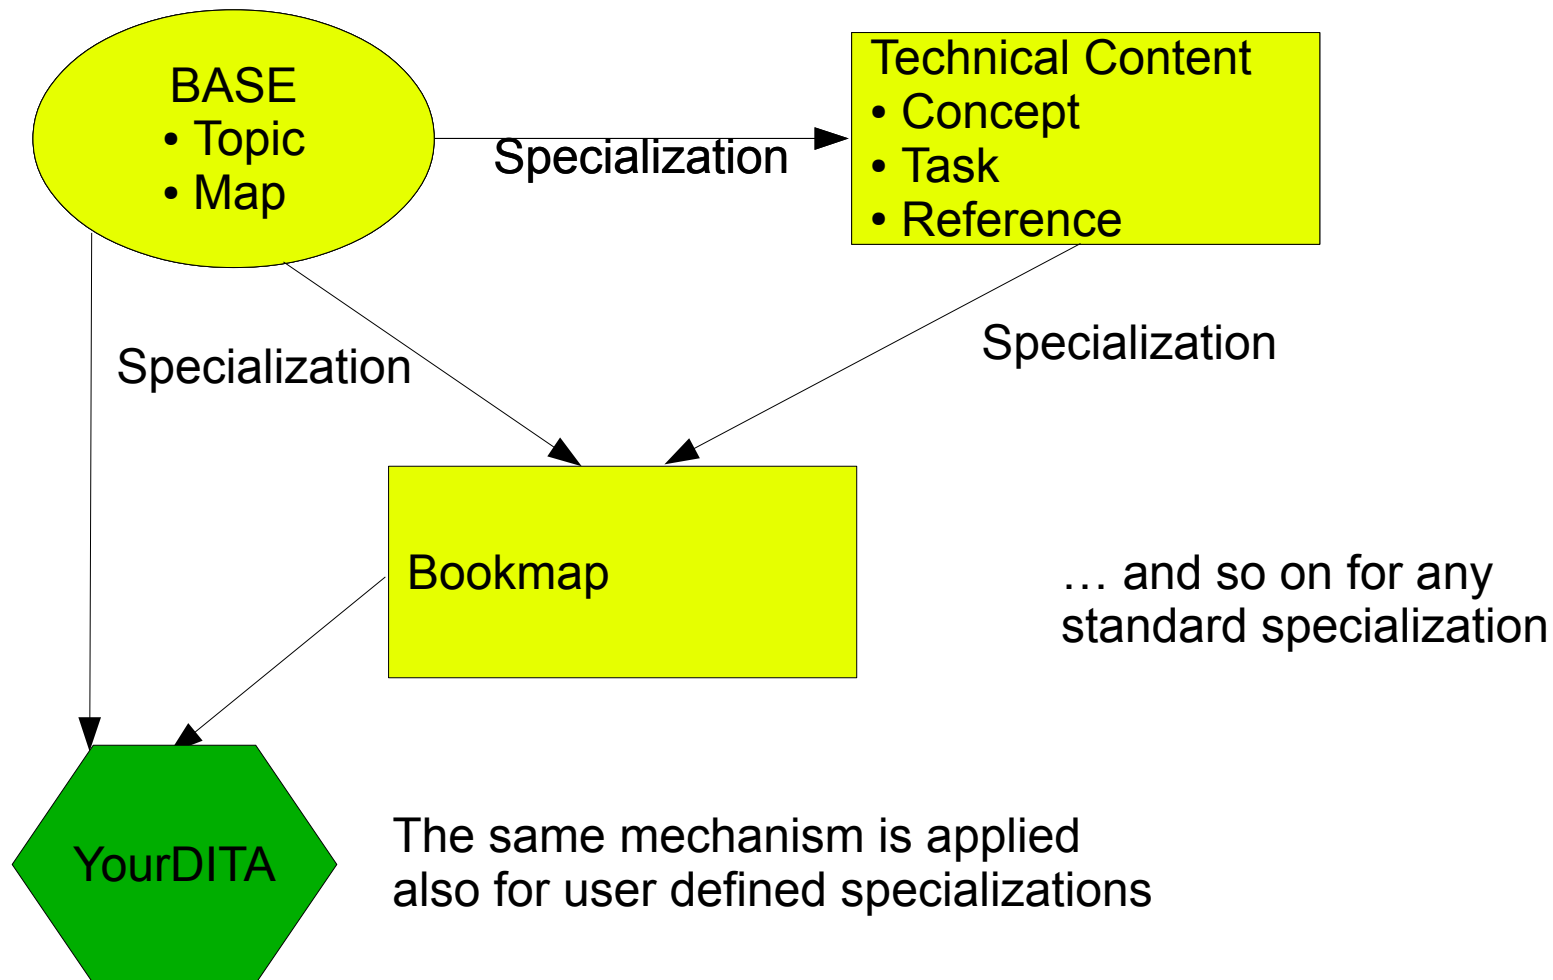 BASE
• Topic
• Map
Specialization
Technical Content
• Concept
• Task
• Reference
Specialization
Specialization
Bookmap
… and so on for any
standard specialization
YourDITA
The same mechanism is applied
also for user defined specializations